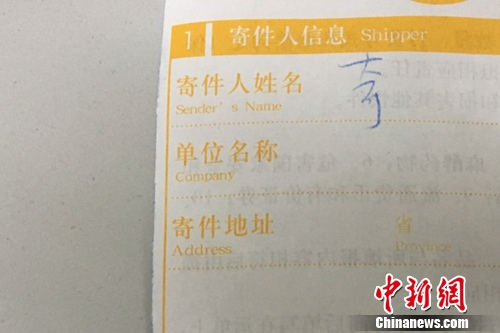 1 寄件人信息 Shipper
寄件人姓名 奇
Sender's Name
单位名称
Company
寄件地址 省
Address Province
中新网
Chinanews.com